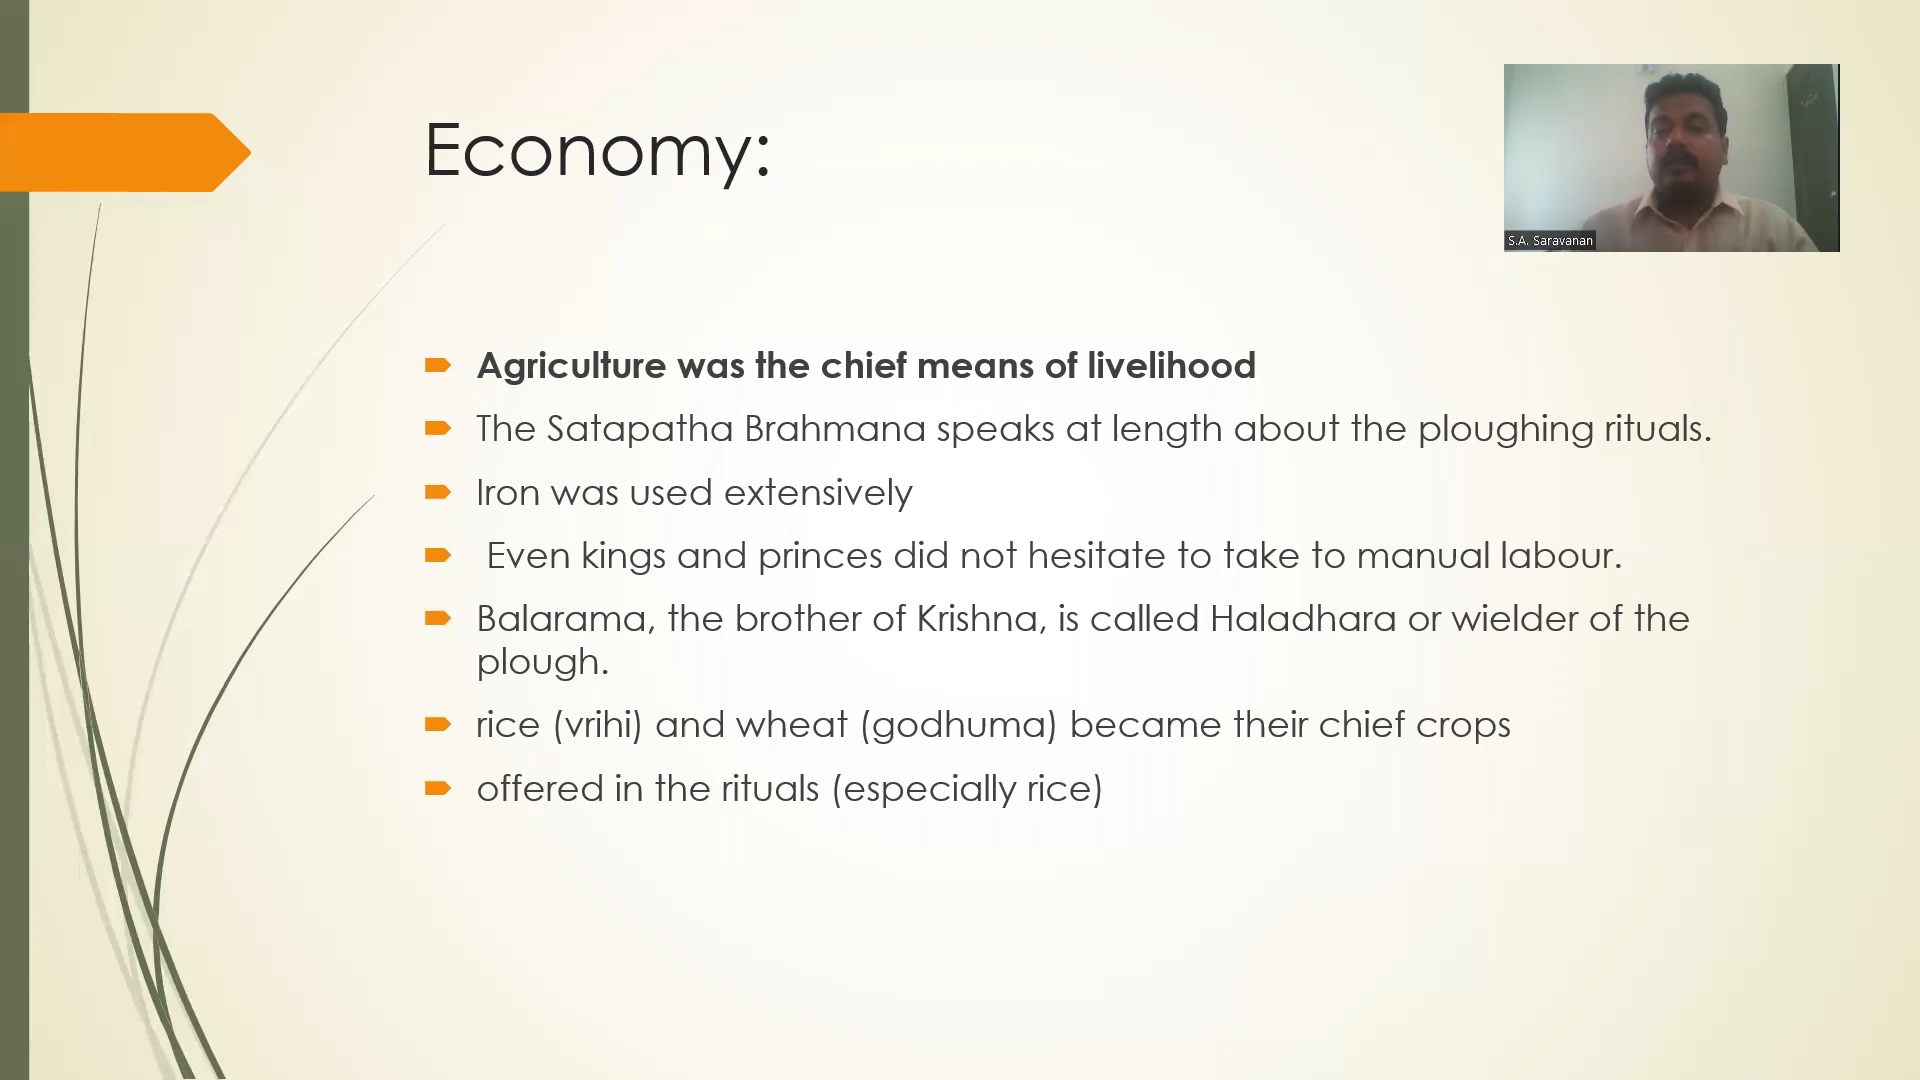 Economy:
S.A. Saravanan
Agriculture was the chief means of livelihood
The Satapatha Brahmana speaks at length about the ploughing rituals.
Iron was used extensively
Even kings and princes did not hesitate to take to manual labour.
Balarama, the brother of Krishna, is called Haladhara or wielder of the
plough.
rice (vrihi) and wheat (godhuma) became their chief crops
offered in the rituals (especially rice)